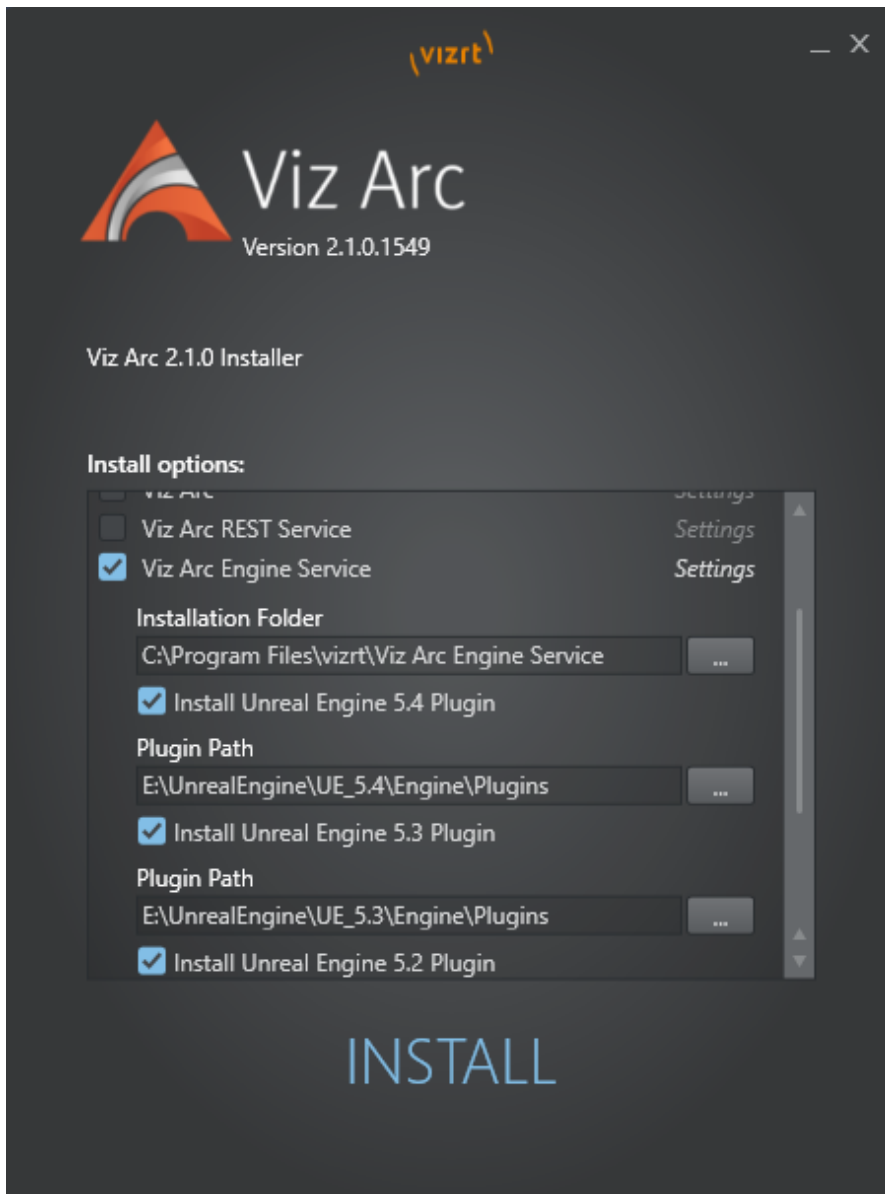 vizrt
Viz Arc
Version 2.1.0.1549
Viz Arc 2.1.0 Installer
Install options:
Viz Arc Settings
Viz Arc REST Service Settings
Viz Arc Engine Service Settings
Installation Folder
C:\Program Files\vizrt\Viz Arc Engine Service ...
Install Unreal Engine 5.4 Plugin
Plugin Path
E:\UnrealEngine\UE_5.4\Engine\Plugins ...
Install Unreal Engine 5.3 Plugin
Plugin Path
E:\UnrealEngine\UE_5.3\Engine\Plugins ...
Install Unreal Engine 5.2 Plugin
INSTALL